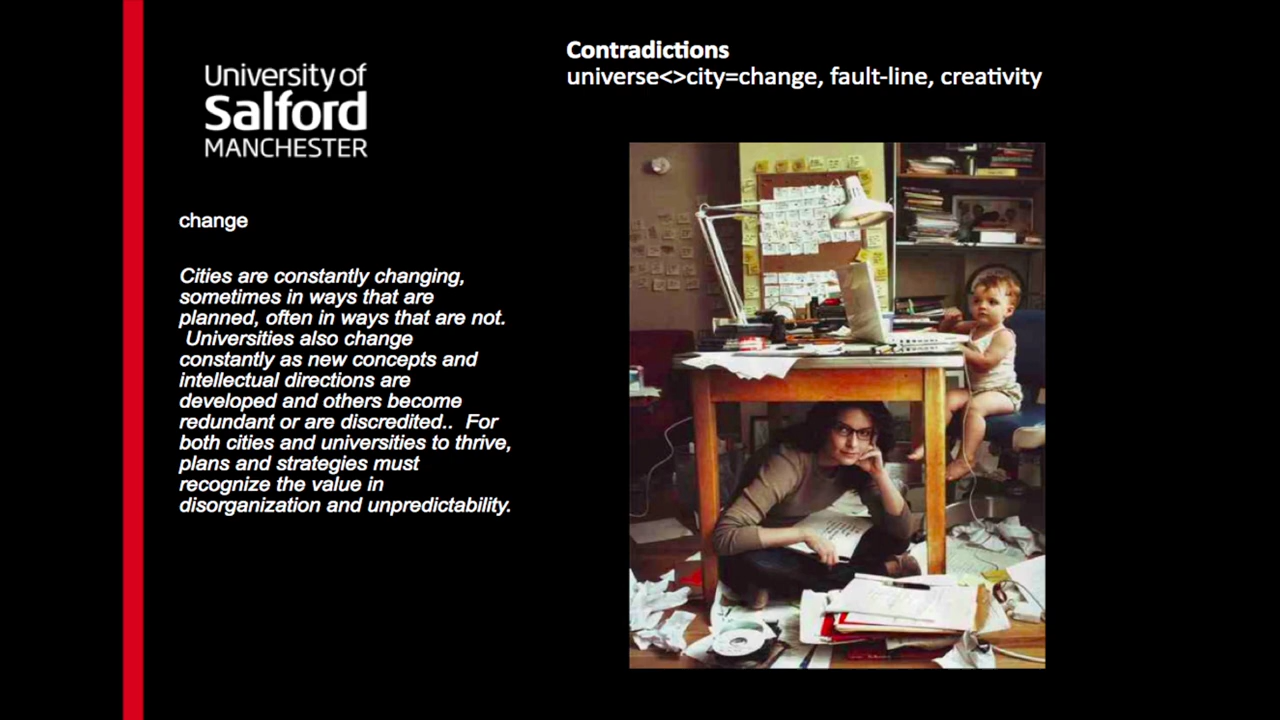 University of
Salford
MANCHESTER
Contradictions
universe<>city=change, fault-line, creativity
change
Cities are constantly changing,
sometimes in ways that are
planned, often in ways that are not.
Universities also change
constantly as new concepts and
intellectual directions are
developed and others become
redundant or are discredited.. For
both cities and universities to thrive,
plans and strategies must
recognize the value in
disorganization and unpredictability.